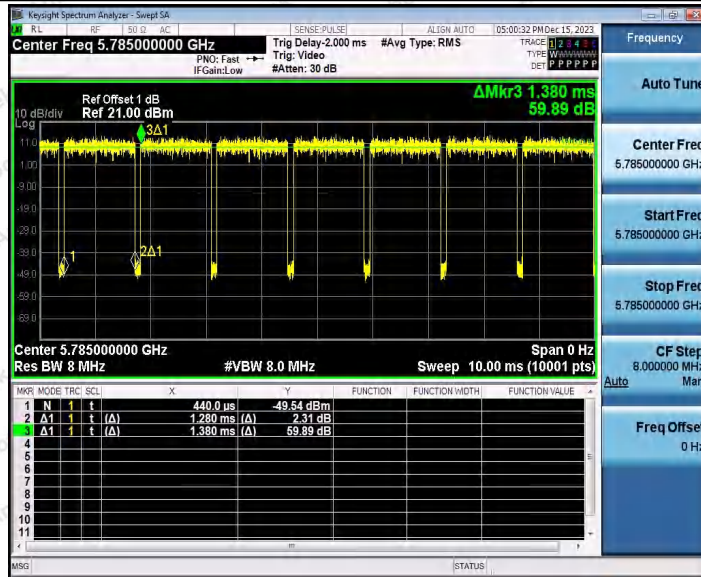 Keysight Spectrum Analyzer - Swept SA
RL RF 50 Ω AC SENSE:PULSE ALIGN AUTO 05:00:32 PM Dec 15, 2023
Center Freq 5.785000000 GHz
PNO: Fast
IFGain:Low
Trig Delay-2.000 ms
Trig: Video
#Atten: 30 dB
#Avg Type: RMS
TRACE 1 2 3 4 5 6
TYPE WWWWWW
DET P P P P P P
Frequency
Auto Tune
Center Freq
5.785000000 GHz
Start Freq
5.785000000 GHz
Stop Freq
5.785000000 GHz
CF Step
8.000000 MHz
Auto Man
Freq Offset
0 Hz
ΔMkr3 1.380 ms
59.89 dB
Ref Offset 1 dB
10 dB/div Ref 21.00 dBm
Log
11.0
1.00
-9.00
-19.0
-29.0
-39.0
-49.0
-59.0
-69.0
3Δ1
1
2Δ1
Center 5.785000000 GHz Span 0 Hz
Res BW 8 MHz #VBW 8.0 MHz Sweep 10.00 ms (10001 pts)
MKR MODE TRC SCL X Y FUNCTION FUNCTION WIDTH FUNCTION VALUE
1 N 1 t 440.0 µs -49.54 dBm
2 Δ1 1 t (Δ) 1.280 ms (Δ) 2.31 dB
3 Δ1 1 t (Δ) 1.380 ms (Δ) 59.89 dB
4
5
6
7
8
9
10
11
MSG STATUS